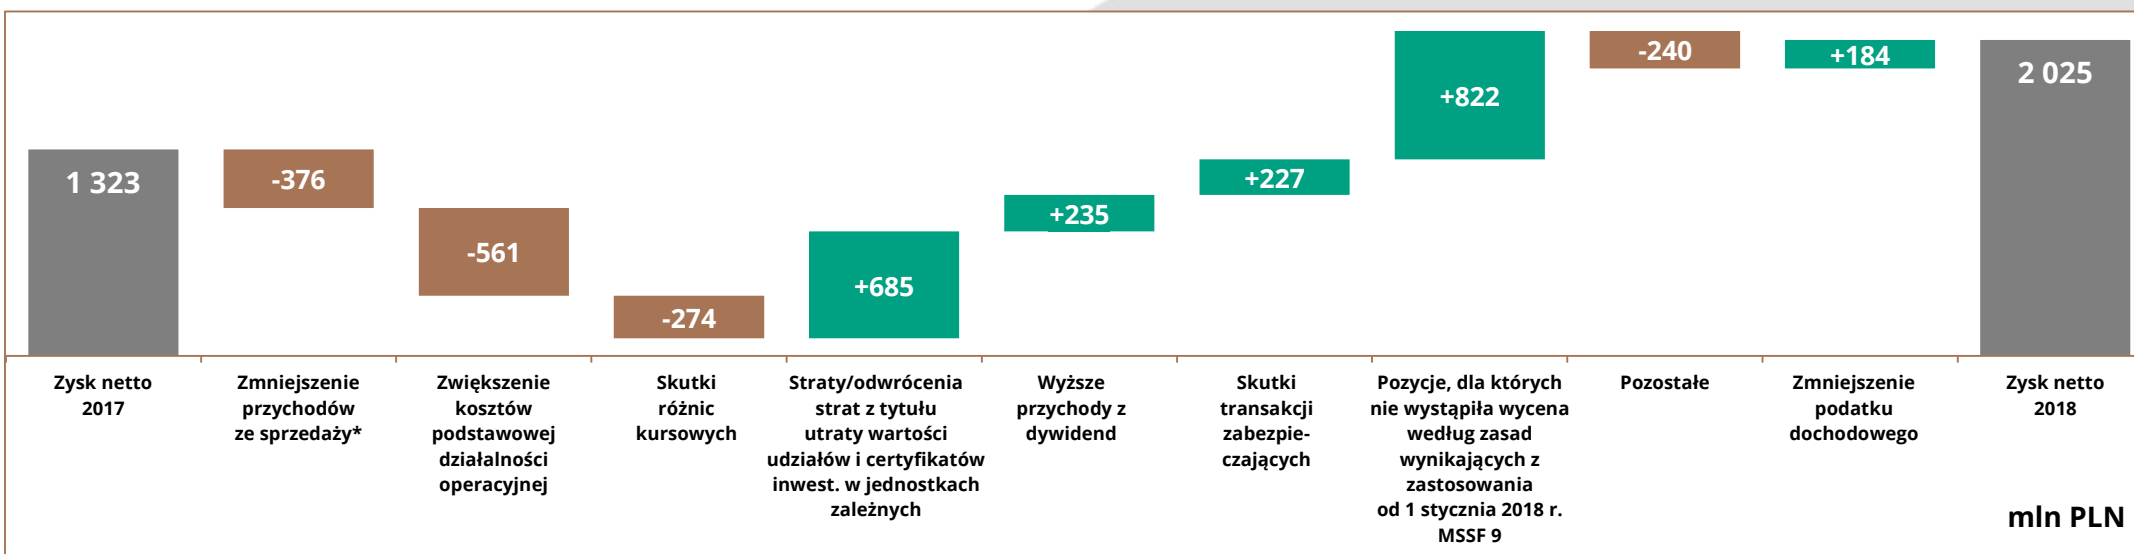 1 323
-376
-561
-274
+685
+235
+227
+822
-240
+184
2 025
Zysk netto
2017
Zmniejszenie
przychodów
ze sprzedaży*
Zwiększenie
kosztów
podstawowej
działalności
operacyjnej
Skutki
różnic
kursowych
Straty/odwrócenia
strat z tytułu
utraty wartości
udziałów i certyfikatów
inwest. w jednostkach
zależnych
Wyższe
przychody z
dywidend
Skutki
transakcji
zabezpie-
czających
Pozycje, dla których
nie wystąpiła wycena
według zasad
wynikających z
zastosowania
od 1 stycznia 2018 r.
MSSF 9
Pozostałe
Zmniejszenie
podatku
dochodowego
Zysk netto
2018
mln PLN